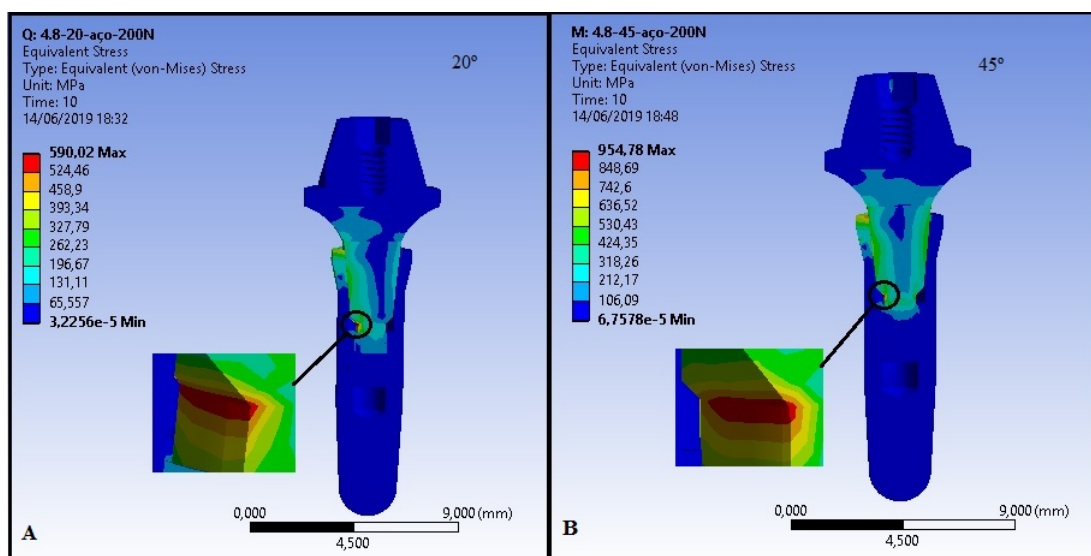 Q: 4.8-20-aço-200N
Equivalent Stress
Type: Equivalent (von-Mises) Stress
Unit: MPa
Time: 10
14/06/2019 18:32
20º
590,02 Max
524,46
458,9
393,34
327,79
262,23
196,67
131,11
65,557
3,2256e-5 Min
0,000
9,000 (mm)
4,500
A
M: 4.8-45-aço-200N
Equivalent Stress
Type: Equivalent (von-Mises) Stress
Unit: MPa
Time: 10
14/06/2019 18:48
45º
954,78 Max
848,69
742,6
636,52
530,43
424,35
318,26
212,17
106,09
6,7578e-5 Min
0,000
9,000 (mm)
4,500
B